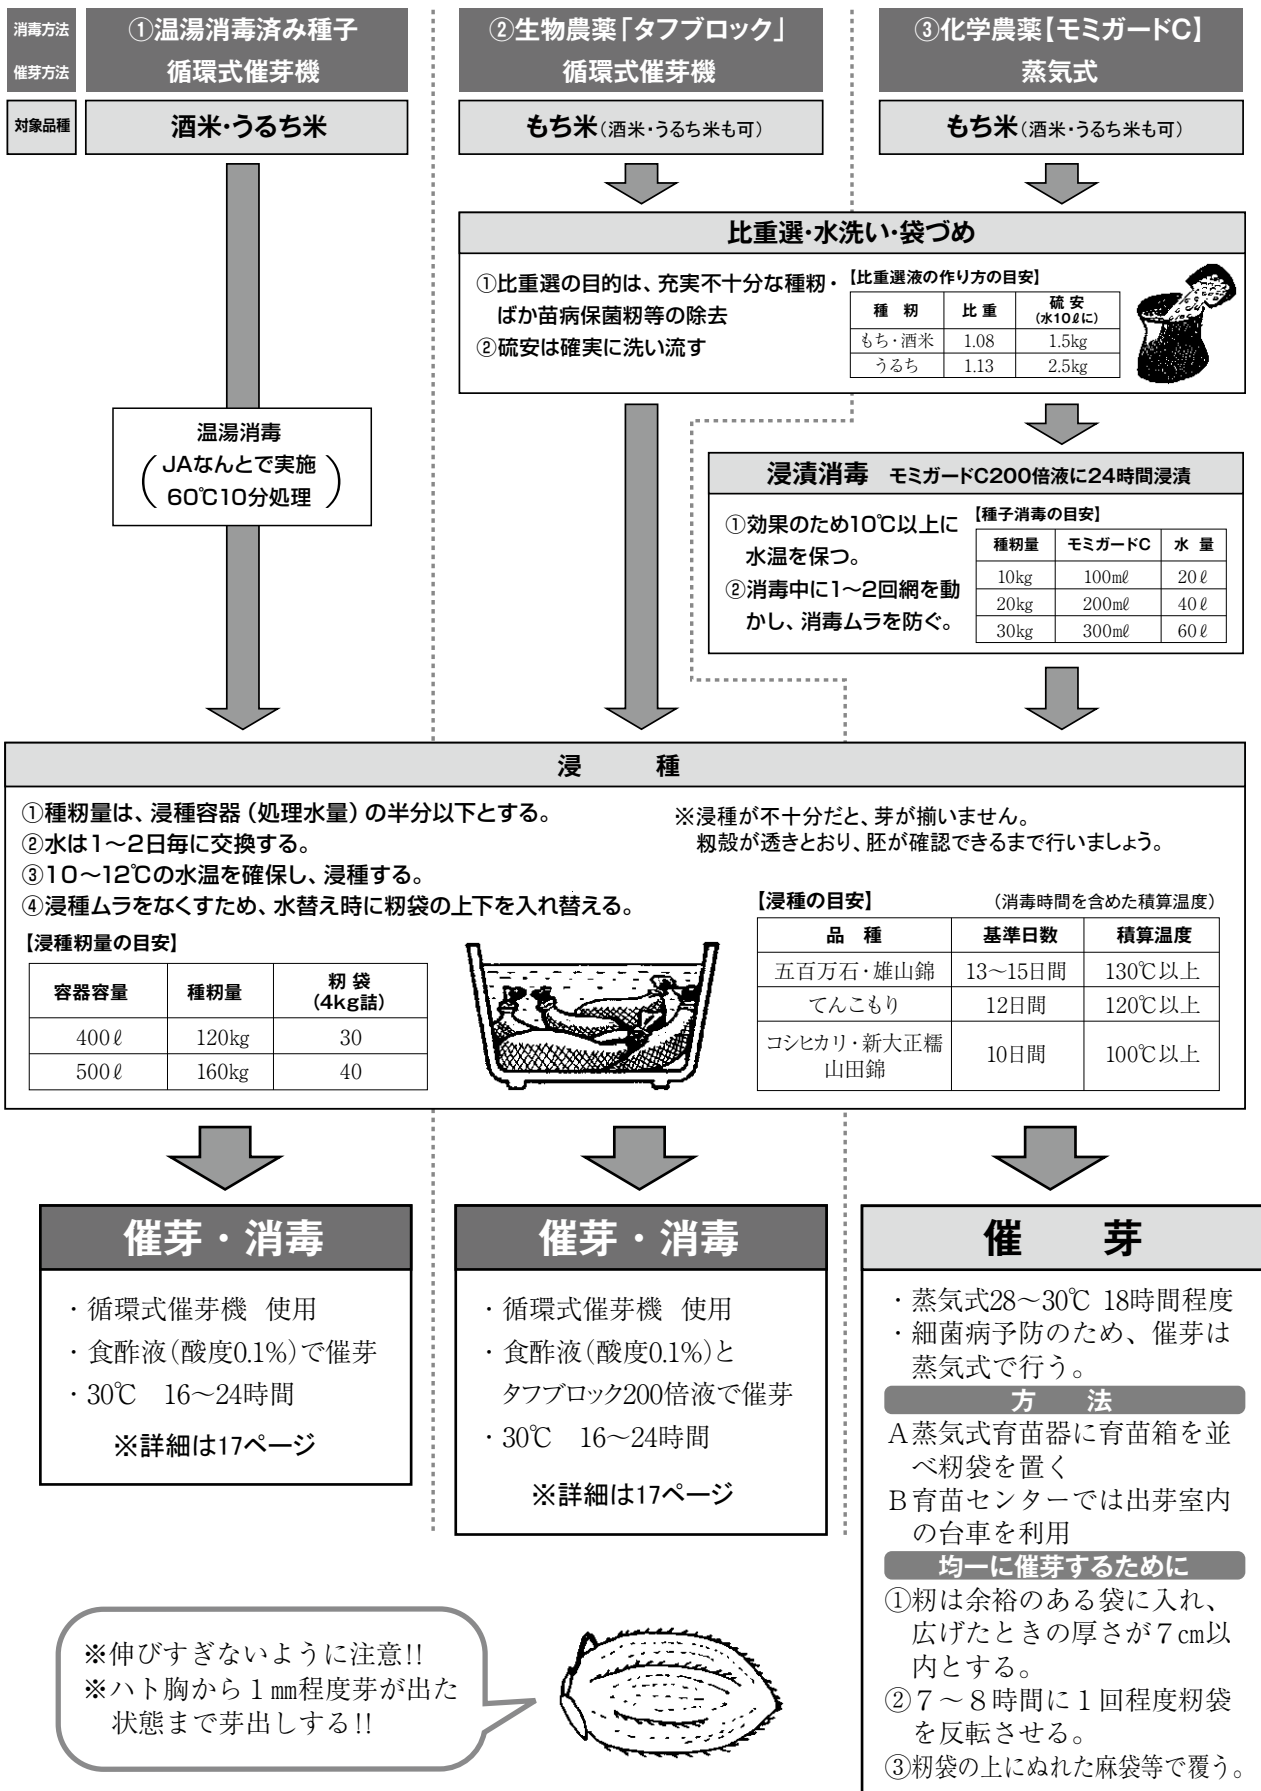 消毒方法
①温湯消毒済み種子
②生物農薬「タフブロック」
③化学農薬【モミガードC】
催芽方法
循環式催芽機
循環式催芽機
蒸気式
対象品種
酒米・うるち米
もち米(酒米・うるち米も可)
もち米(酒米・うるち米も可)
比重選・水洗い・袋づめ
①比重選の目的は、充実不十分な種籾・
ばか苗病保菌籾等の除去
②硫安は確実に洗い流す
【比重選液の作り方の目安】
種 籾 比 重 硫 安
(水10ℓに)
もち・酒米 1.08 1.5kg
うるち 1.13 2.5kg
温湯消毒
JAなんとで実施
60℃10分処理
浸漬消毒 モミガードC200倍液に24時間浸漬
①効果のため10℃以上に
水温を保つ。
②消毒中に1〜2回網を動
かし、消毒ムラを防ぐ。
【種子消毒の目安】
種籾量 モミガードC 水 量
10kg 100㎖ 20ℓ
20kg 200㎖ 40ℓ
30kg 300㎖ 60ℓ
浸 種
①種籾量は、浸種容器(処理水量)の半分以下とする。
②水は1〜2日毎に交換する。
③10〜12℃の水温を確保し、浸種する。
④浸種ムラをなくすため、水替え時に籾袋の上下を入れ替える。
※浸種が不十分だと、芽が揃いません。
籾殻が透きとおり、胚が確認できるまで行いましょう。
【浸種籾量の目安】
容器容量 種籾量 籾 袋
(4kg詰)
400ℓ 120kg 30
500ℓ 160kg 40
【浸種の目安】 (消毒時間を含めた積算温度)
品 種 基準日数 積算温度
五百万石・雄山錦 13〜15日間 130℃以上
てんこもり 12日間 120℃以上
コシヒカリ・新大正糯
山田錦 10日間 100℃以上
催芽・消毒
・循環式催芽機 使用
・食酢液(酸度0.1%)で催芽
・30℃ 16〜24時間
※詳細は17ページ
催芽・消毒
・循環式催芽機 使用
・食酢液(酸度0.1%)と
タフブロック200倍液で催芽
・30℃ 16〜24時間
※詳細は17ページ
催 芽
・蒸気式28〜30℃ 18時間程度
・細菌病予防のため、催芽は
蒸気式で行う。
方 法
A蒸気式育苗器に育苗箱を並
べ籾袋を置く
B育苗センターでは出芽室内
の台車を利用
均一に催芽するために
①籾は余裕のある袋に入れ、
広げたときの厚さが7㎝以
内とする。
②7〜8時間に1回程度籾袋
を反転させる。
③籾袋の上にぬれた麻袋等で覆う。
※伸びすぎないように注意!!
※ハト胸から1㎜程度芽が出た
状態まで芽出しする!!